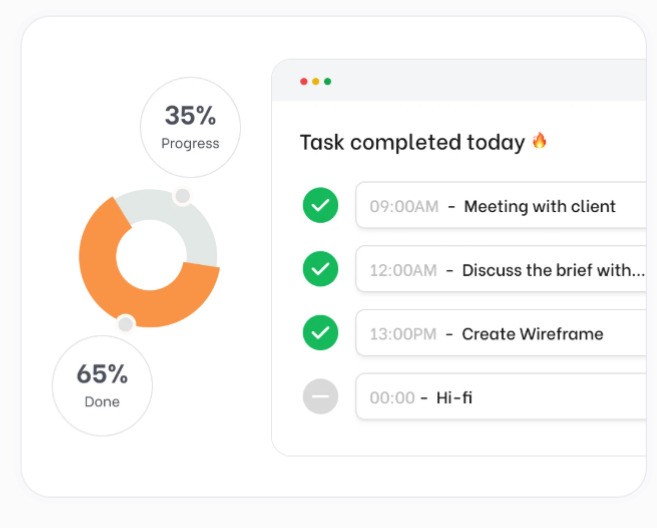 35%
Progress
65%
Done
Task completed today 🔥
09:00AM - Meeting with client
12:00AM - Discuss the brief with...
13:00PM - Create Wireframe
00:00 - Hi-fi